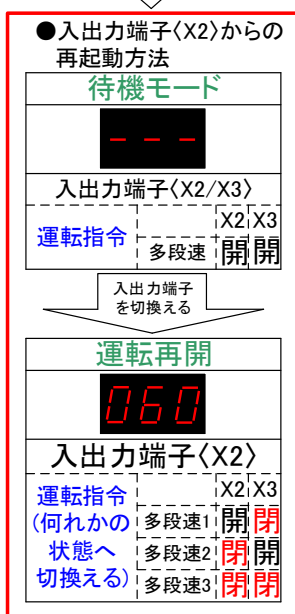 ●入出力端子〈X2〉からの
再起動方法
待機モード
---
入出力端子〈X2/X3〉
X2 X3
運転指令
多段速 開 開
入出力端子
を切換える
運転再開
060
入出力端子〈X2〉
X2 X3
運転指令
(何れかの
状態へ
切換える)
多段速1 開 閉
多段速2 閉 開
多段速3 閉 閉